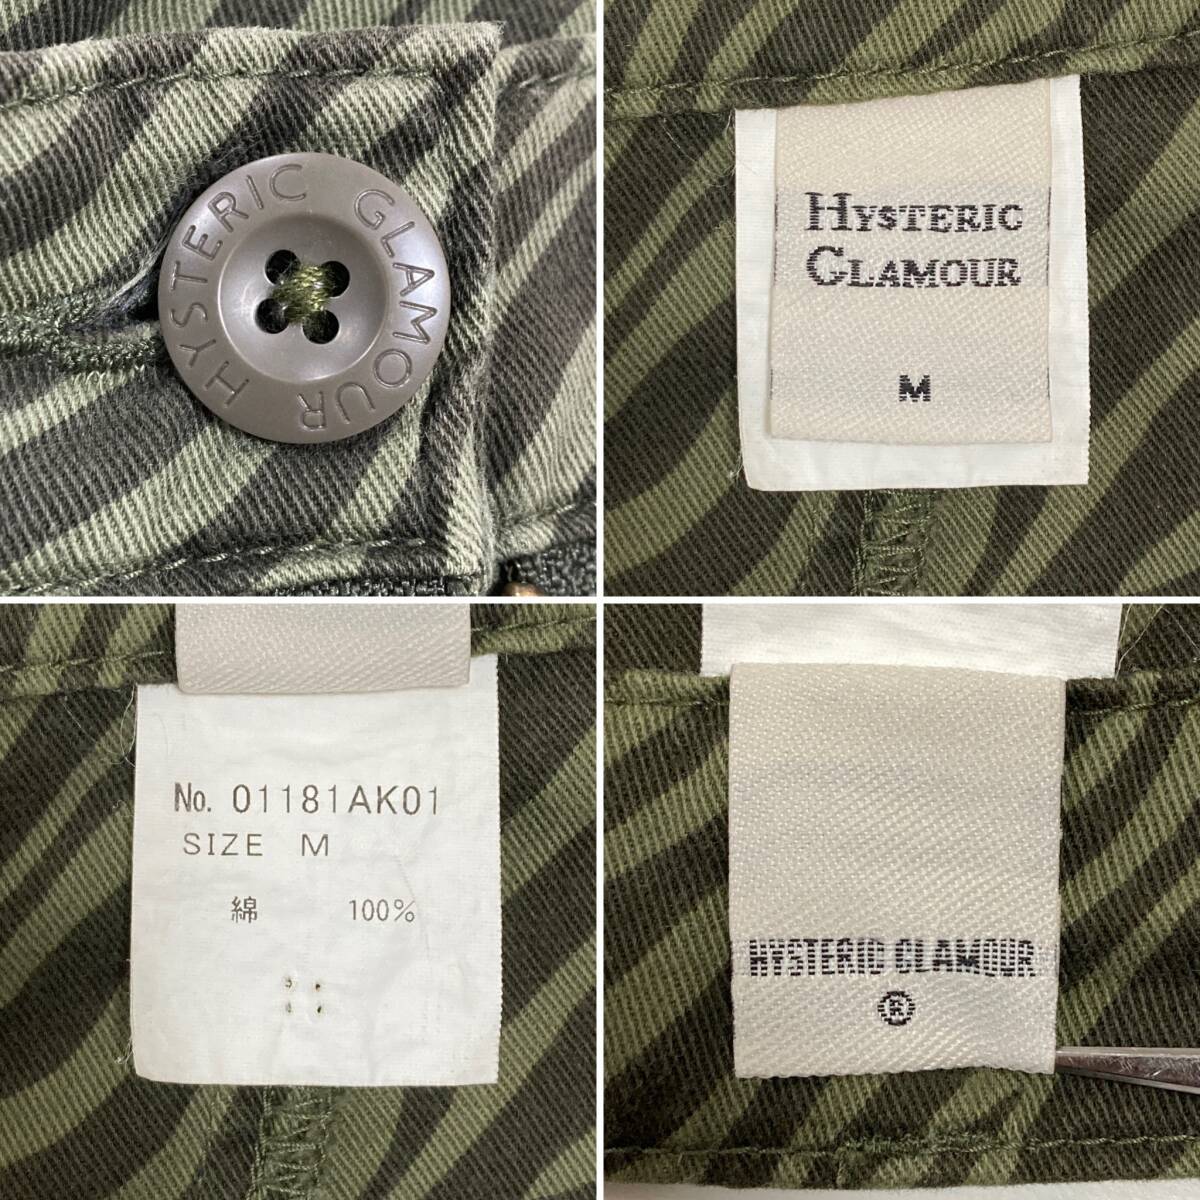 HYSTERIC GLAMOUR
HYSTERIC
GLAMOUR
M
No. 01181AK01
SIZE M
綿 100%
HYSTERIC GLAMOUR
®